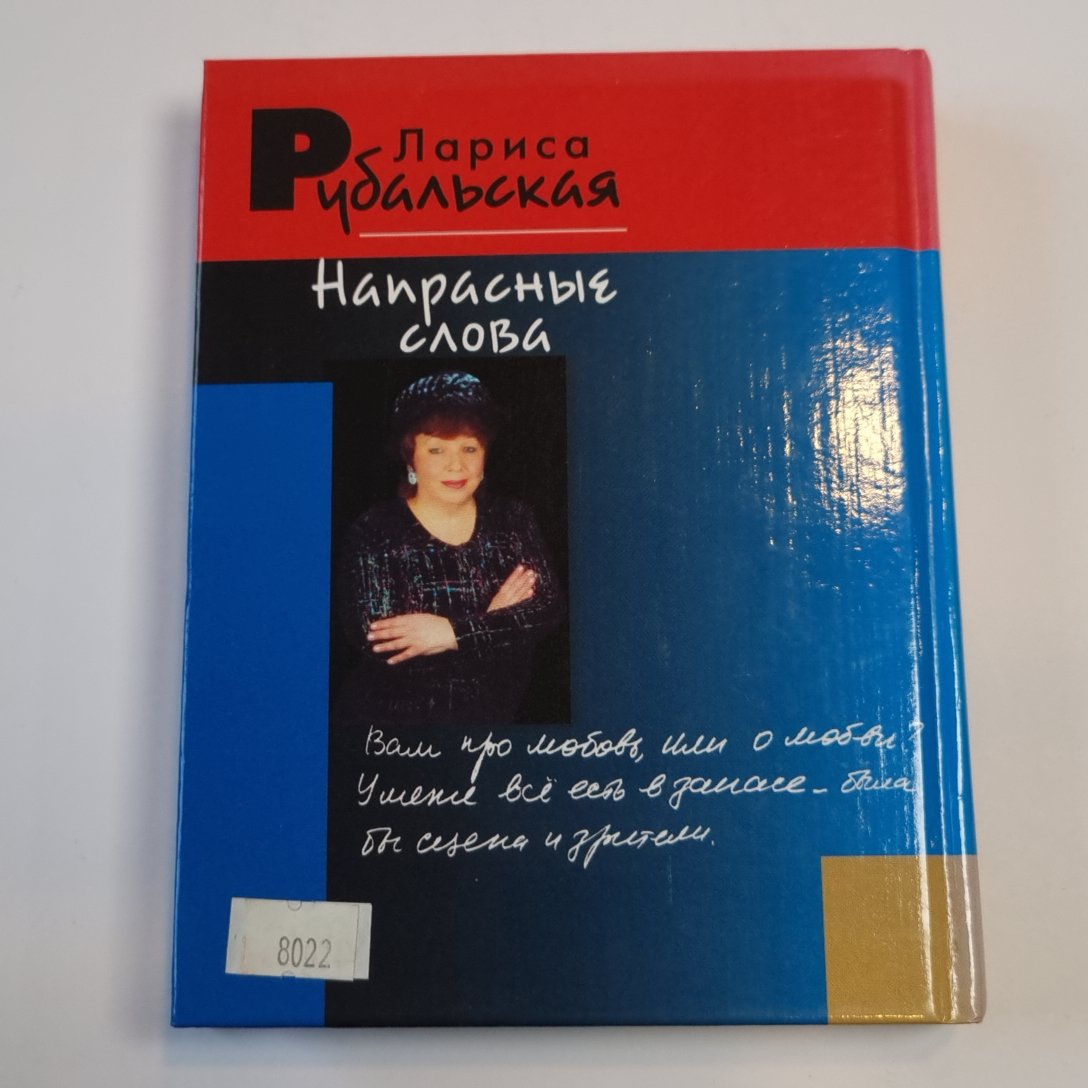 Лариса
Рубальская
Напрасные
слова
Вам про любовь, или о любви?
У меня всё есть в запасе – была
бы сцена и зрители.
8022